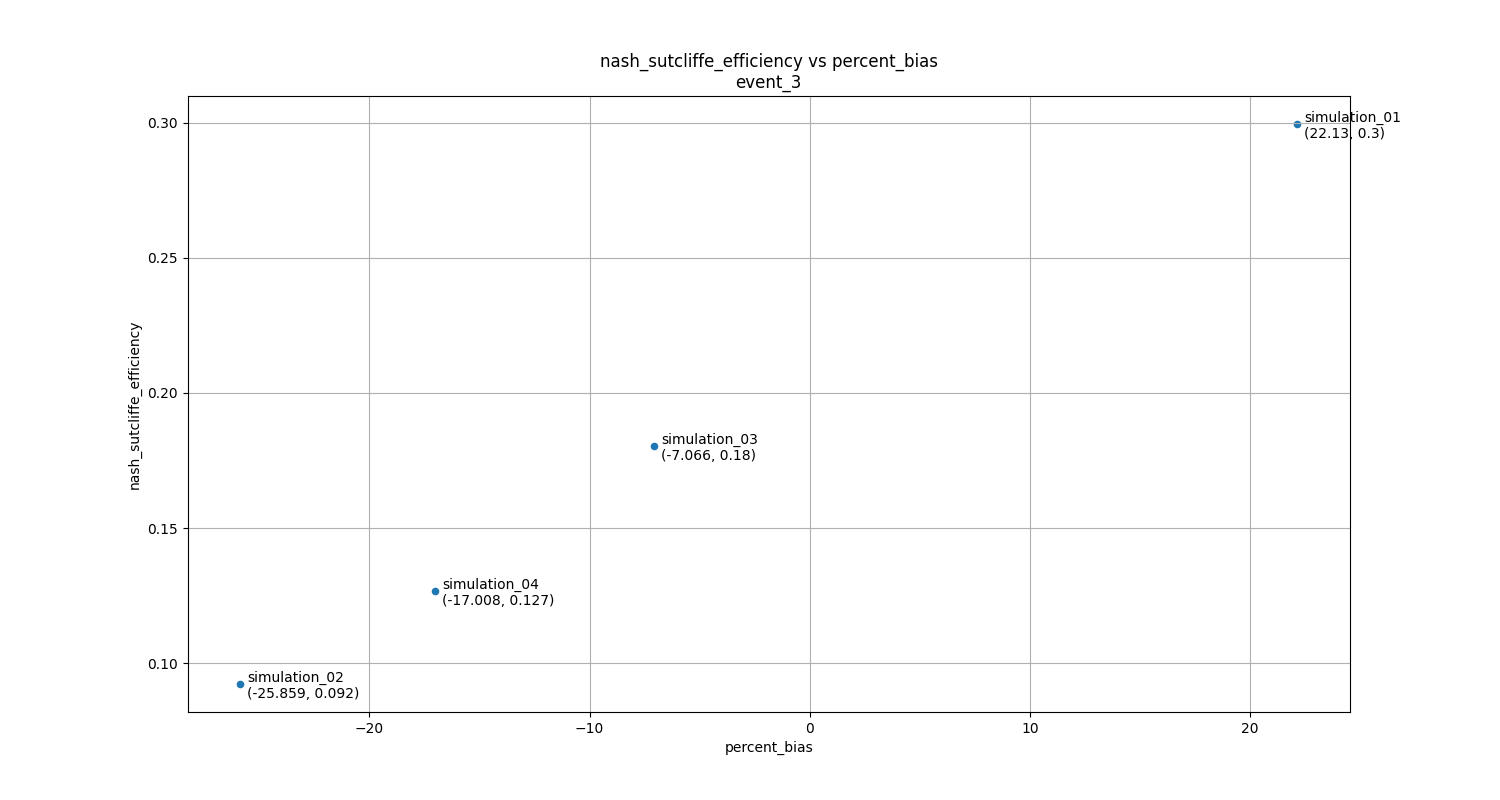 nash_sutcliffe_efficiency vs percent_bias
event_3
nash_sutcliffe_efficiency
0.30
0.25
0.20
0.15
0.10
simulation_01
(22.13, 0.3)
simulation_03
(-7.066, 0.18)
simulation_04
(-17.008, 0.127)
simulation_02
(-25.859, 0.092)
−20
−10
0
10
20
percent_bias